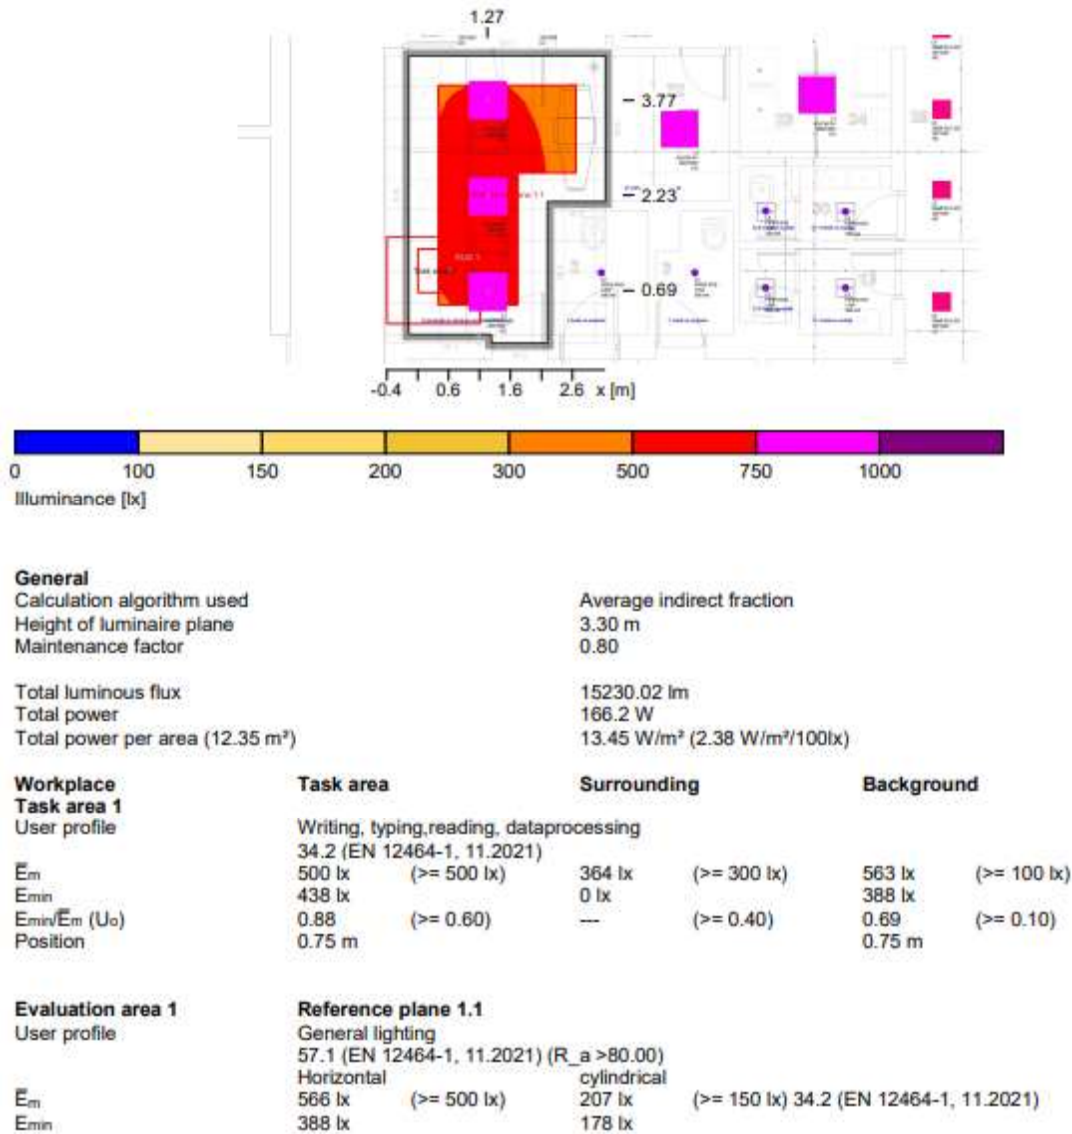 1.27
3.77
2.23
0.69
-0.4 0.6 1.6 2.6 x [m]
0 100 150 200 300 500 750 1000
Illuminance [lx]
General
Calculation algorithm used Average indirect fraction
Height of luminaire plane 3.30 m
Maintenance factor 0.80
Total luminous flux 15230.02 lm
Total power 166.2 W
Total power per area (12.35 m²) 13.45 W/m² (2.38 W/m²/100lx)
Workplace Task area Surrounding Background
Task area 1
User profile Writing, typing,reading, dataprocessing
34.2 (EN 12464-1, 11.2021)
Ēm 500 lx (>= 500 lx) 364 lx (>= 300 lx) 563 lx (>= 100 lx)
Emin 438 lx 0 lx 388 lx
Emin/Ēm (Uo) 0.88 (>= 0.60) --- (>= 0.40) 0.69 (>= 0.10)
Position 0.75 m 0.75 m
Evaluation area 1 Reference plane 1.1
User profile General lighting
57.1 (EN 12464-1, 11.2021) (R_a >80.00)
Horizontal cylindrical
Ēm 566 lx (>= 500 lx) 207 lx (>= 150 lx) 34.2 (EN 12464-1, 11.2021)
Emin 388 lx 178 lx